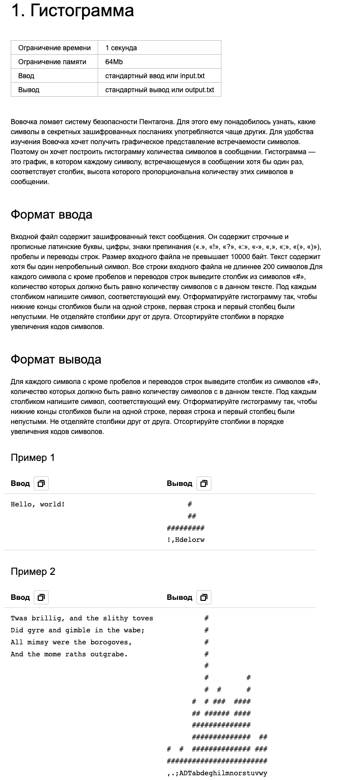 1. Гистограмма
Ограничение времени 1 секунда
Ограничение памяти 64Mb
Ввод стандартный ввод или input.txt
Вывод стандартный вывод или output.txt
Вовочка ломает систему безопасности Пентагона. Для этого ему понадобилось узнать, какие
символы в секретных зашифрованных посланиях употребляются чаще других. Для удобства
изучения Вовочка хочет получить графическое представление встречаемости символов.
Поэтому он хочет построить гистограмму количества символов в сообщении. Гистограмма —
это график, в котором каждому символу, встречающемуся в сообщении хотя бы один раз,
соответствует столбик, высота которого пропорциональна количеству этих символов в
сообщении.
Формат ввода
Входной файл содержит зашифрованный текст сообщения. Он содержит строчные и
прописные латинские буквы, цифры, знаки препинания («.», «!», «?», «:», «-», «,», «;», «(», «)»),
пробелы и переводы строк. Размер входного файла не превышает 10000 байт. Текст содержит
хотя бы один непробельный символ. Все строки входного файла не длиннее 200 символов.Для
каждого символа c кроме пробелов и переводов строк выведите столбик из символов «#»,
количество которых должно быть равно количеству символов c в данном тексте. Под каждым
столбиком напишите символ, соответствующий ему. Отформатируйте гистограмму так, чтобы
нижние концы столбиков были на одной строке, первая строка и первый столбец были
непустыми. Не отделяйте столбики друг от друга. Отсортируйте столбики в порядке
увеличения кодов символов.
Формат вывода
Для каждого символа c кроме пробелов и переводов строк выведите столбик из символов «#»,
количество которых должно быть равно количеству символов c в данном тексте. Под каждым
столбиком напишите символ, соответствующий ему. Отформатируйте гистограмму так, чтобы
нижние концы столбиков были на одной строке, первая строка и первый столбец были
непустыми. Не отделяйте столбики друг от друга. Отсортируйте столбики в порядке
увеличения кодов символов.
Пример 1
Ввод
Вывод
Hello, world!
     #
     ##
#########
!,Hdelorw
Пример 2
Ввод
Вывод
Twas brillig, and the slithy toves
Did gyre and gimble in the wabe;
All mimsy were the borogoves,
And the mome raths outgrabe.
         #
         #
         #
         #
         #
         #         #
         #  #      #
      #  # ###  ####
      ## ###### ####
      ##############
      ##############  ##
#  #  ############## ###
########################
,.;ADTabdeghilmnorstuvwy